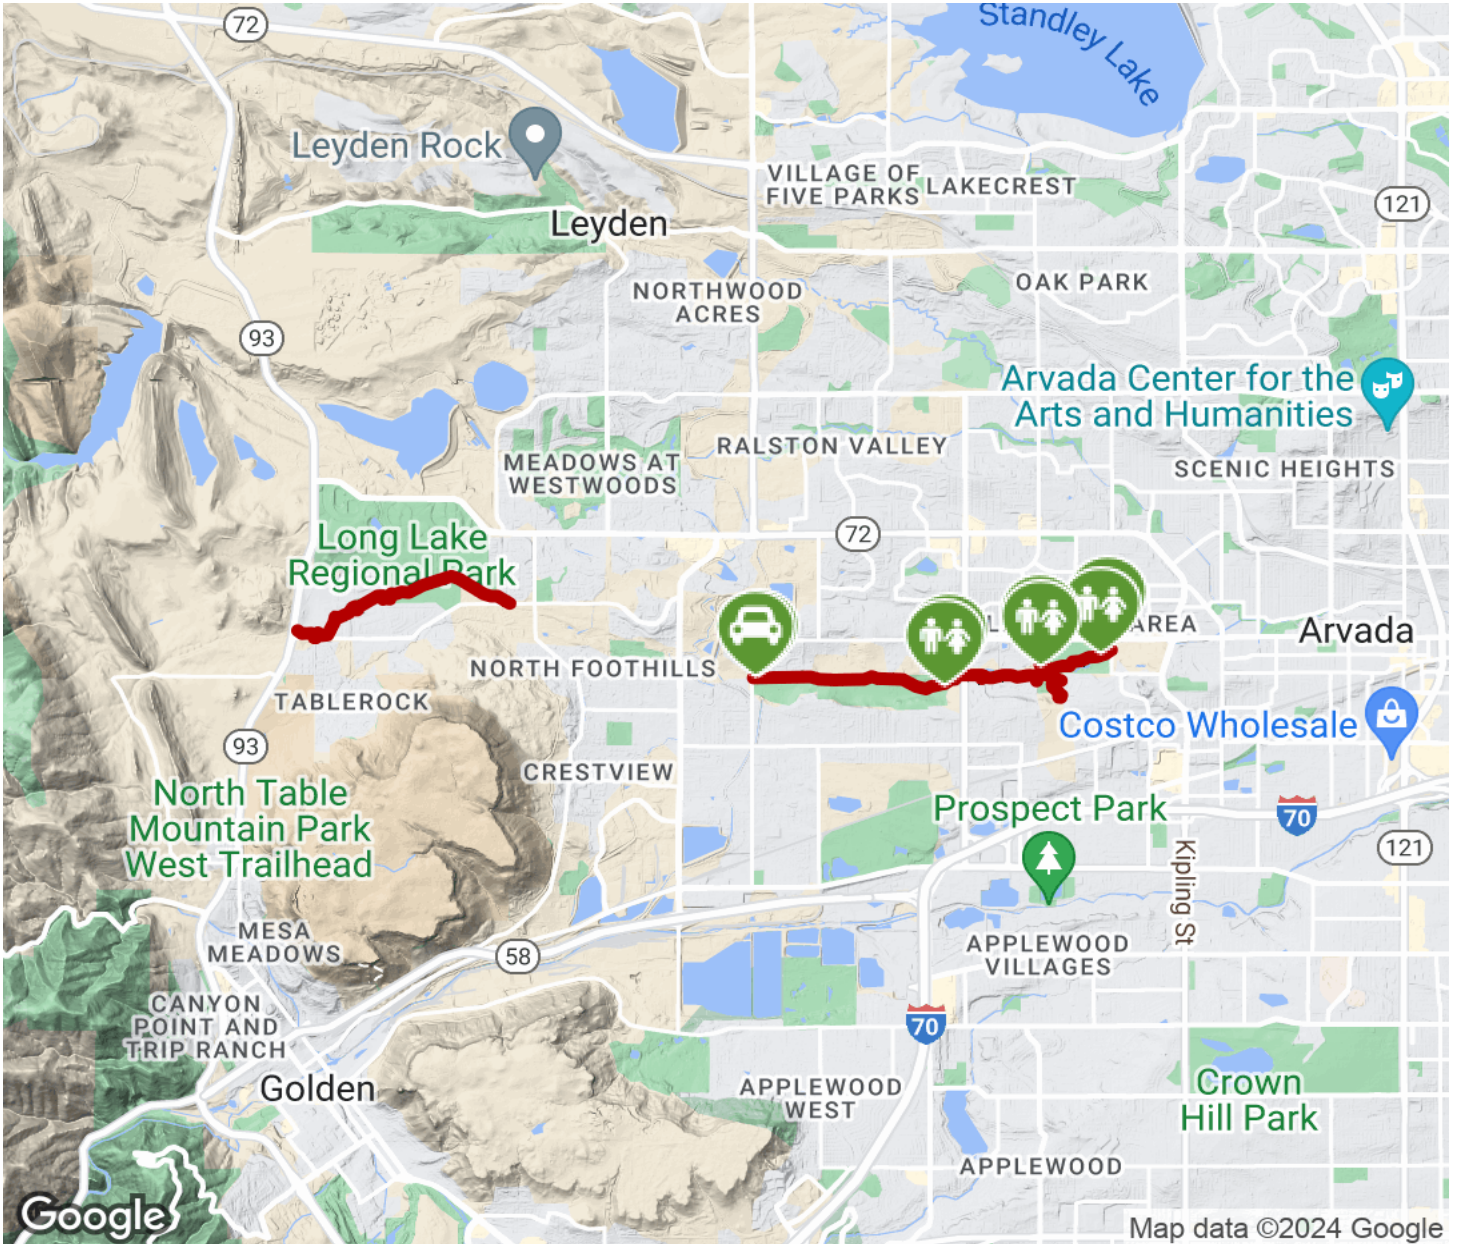 72
Standley Lake
Leyden Rock
VILLAGE OF
FIVE PARKS
LAKECREST
121
Leyden
NORTHWOOD
ACRES
OAK PARK
93
Arvada Center for the
Arts and Humanities
RALSTON VALLEY
MEADOWS AT
WESTWOODS
SCENIC HEIGHTS
Long Lake
Regional Park
72
AREA
Arvada
NORTH FOOTHILLS
TABLEROCK
Costco Wholesale
93
CRESTVIEW
North Table
Mountain Park
West Trailhead
Prospect Park
70
121
Kipling St
MESA
MEADOWS
58
APPLEWOOD
VILLAGES
CANYON
POINT AND
TRIP RANCH
70
Golden
APPLEWOOD
WEST
Crown
Hill Park
APPLEWOOD
Google
Map data ©2024 Google